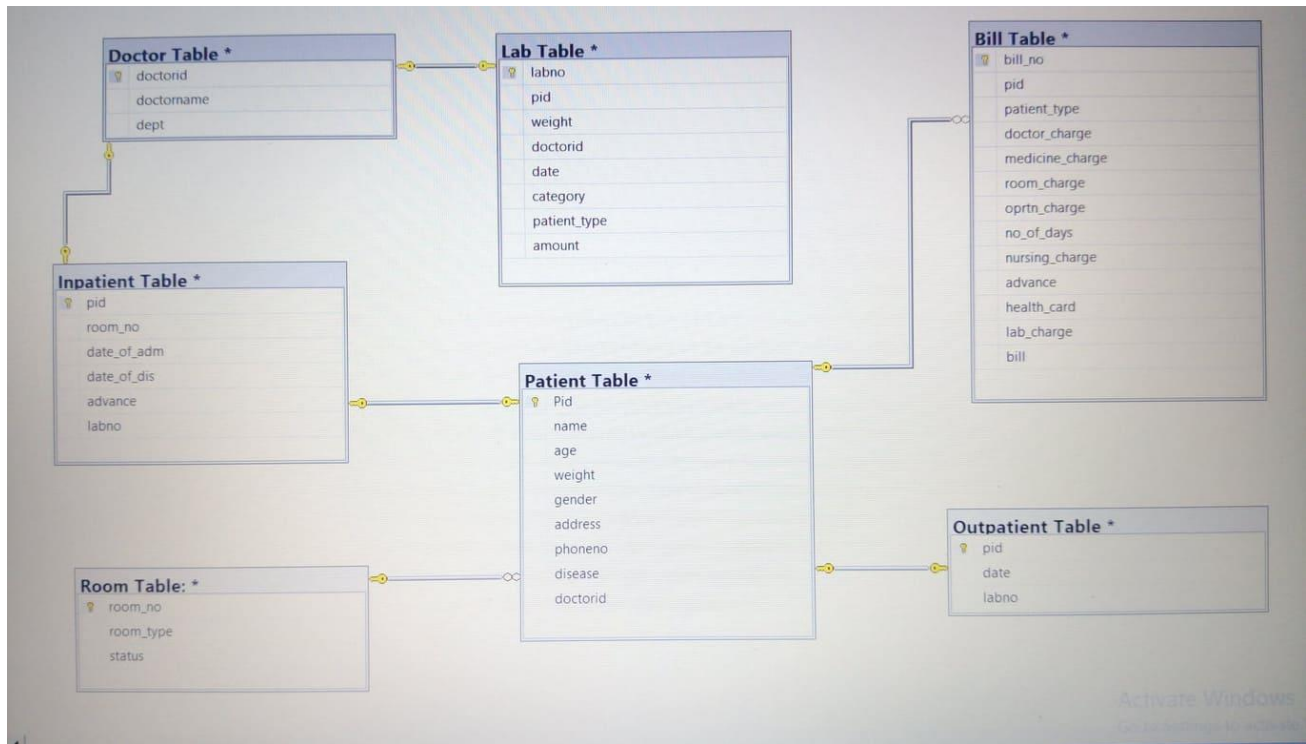 Doctor Table *
doctorid
doctorname
dept
Lab Table *
labno
pid
weight
doctorid
date
category
patient_type
amount
Bill Table *
bill_no
pid
patient_type
doctor_charge
medicine_charge
room_charge
oprtn_charge
no_of_days
nursing_charge
advance
health_card
lab_charge
bill
Inpatient Table *
pid
room_no
date_of_adm
date_of_dis
advance
labno
Patient Table *
Pid
name
age
weight
gender
address
phoneno
disease
doctorid
Room Table: *
room_no
room_type
status
Outpatient Table *
pid
date
labno
Activate Windows